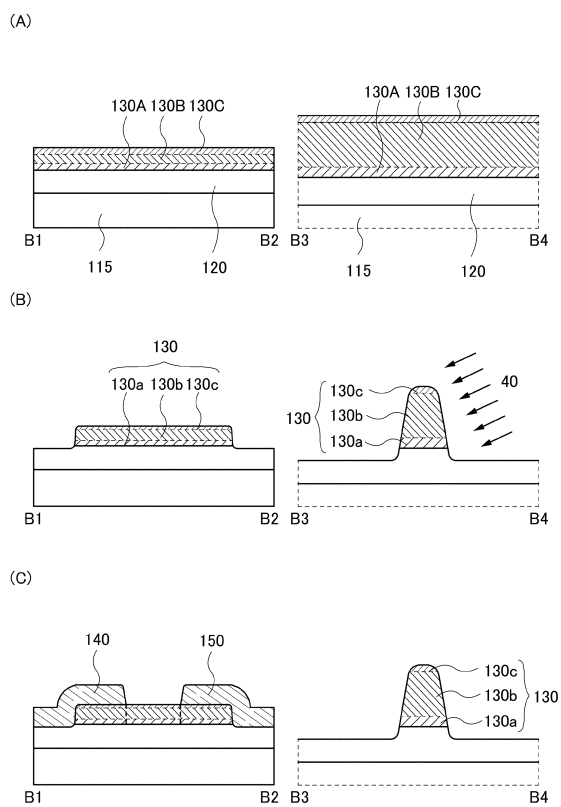 (A)
130A 130B 130C
130A 130B 130C
B1 B2 B3 B4
115 120 115 120
(B)
130
130a 130b 130c
130c
40
130 130b
130a
B1 B2 B3 B4
(C)
140 150
130c
130b 130
130a
B1 B2 B3 B4